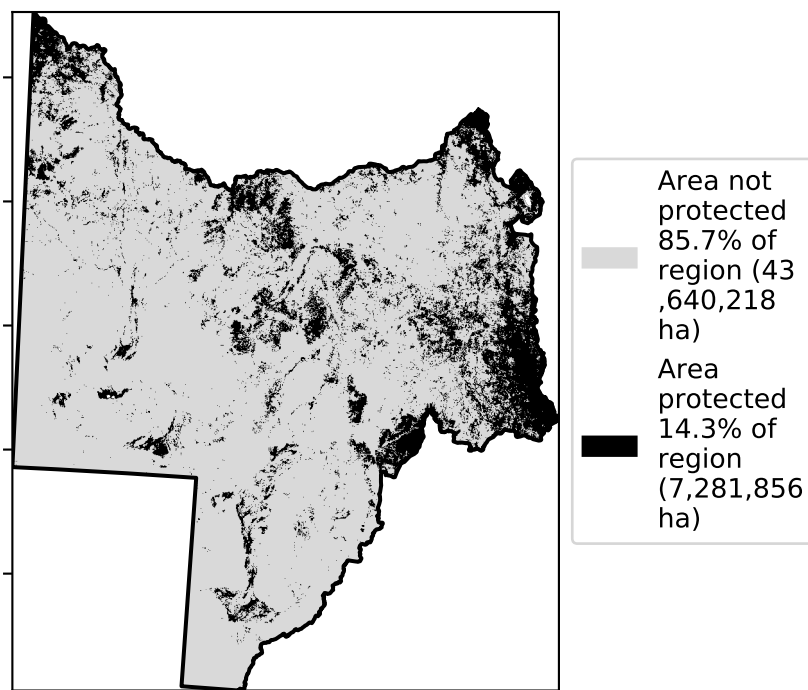 Area not
protected
85.7% of
region (43
,640,218
ha)
Area
protected
14.3% of
region
(7,281,856
ha)